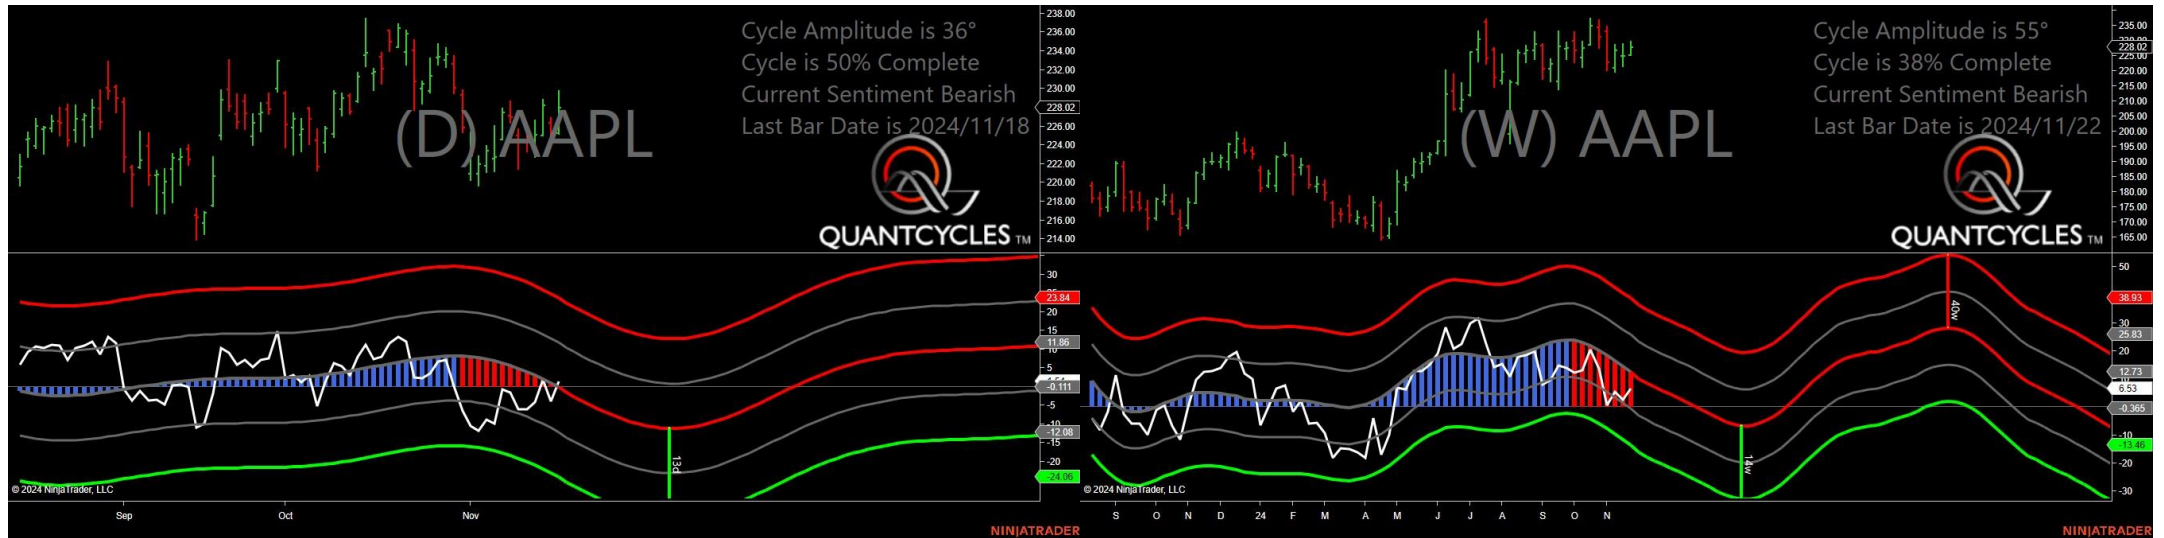 Cycle Amplitude is 36°
Cycle is 50% Complete
Current Sentiment Bearish
Last Bar Date is 2024/11/18
(D) AAPL
QUANTCYCLES TM
238.00
236.00
234.00
232.00
230.00
228.02
226.00
224.00
222.00
220.00
218.00
216.00
214.00
30
23.84
20
15
11.86
10
5
-0.111
-5
-10
-12.08
-15
-20
-24.06
13d
© 2024 NinjaTrader, LLC
Sep
Oct
Nov
NINJATRADER
Cycle Amplitude is 55°
Cycle is 38% Complete
Current Sentiment Bearish
Last Bar Date is 2024/11/22
(W) AAPL
QUANTCYCLES TM
235.00
228.02
225.00
220.00
215.00
210.00
205.00
200.00
195.00
190.00
185.00
180.00
175.00
170.00
165.00
50
38.93
30
25.83
20
12.73
6.53
-0.365
-10
-13.46
-20
-30
40w
14w
© 2024 NinjaTrader, LLC
S O N D 24 F M A M J J A S O N
NINJATRADER